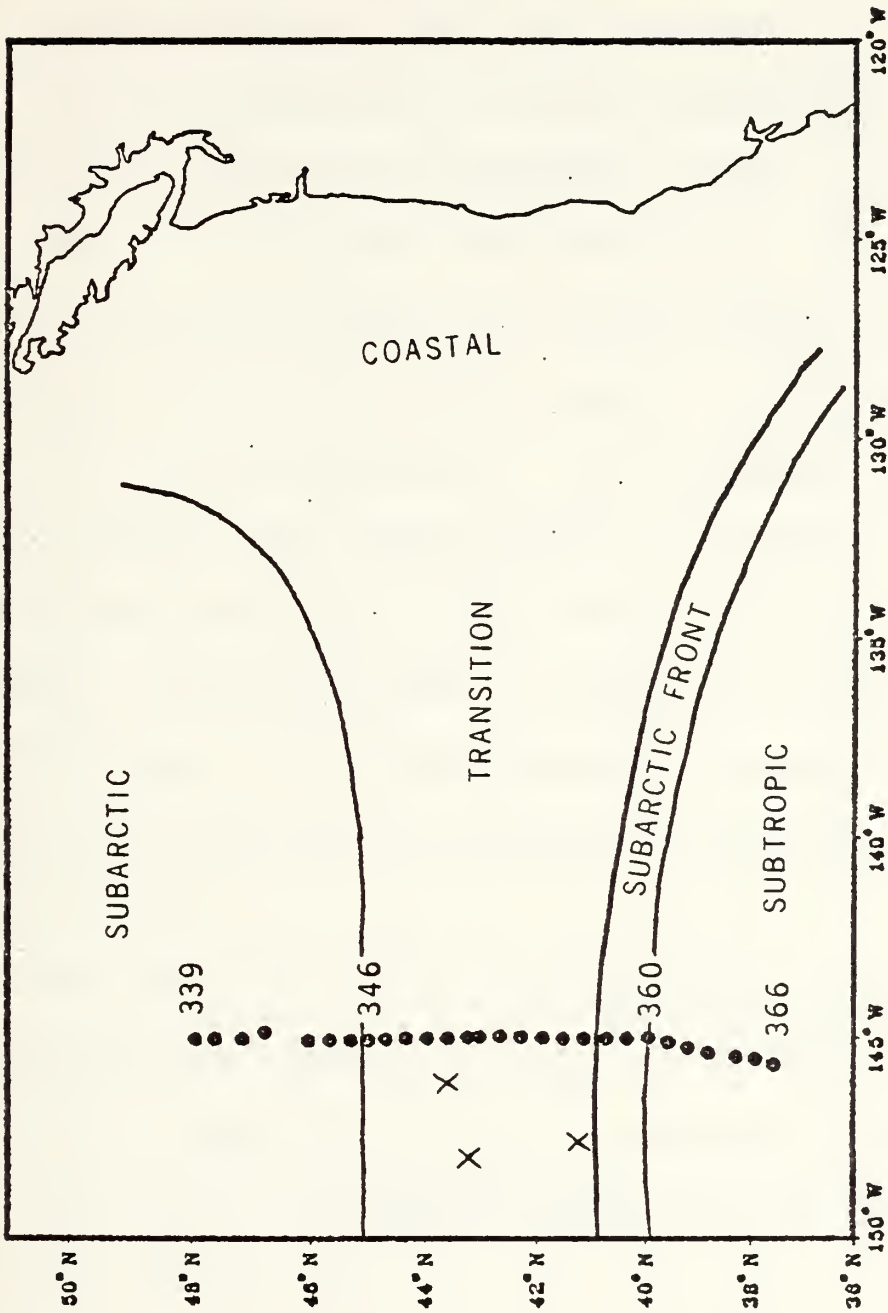 50° N
48° N
46° N
42° N
40° N
38° N
36° N
150° W
145° W
140° W
135° W
130° W
125° W
120° W
SUBARCTIC
339
346
TRANSITION
COASTAL
SUBARCTIC FRONT
360
SUBTROPIC
366
X
X
X